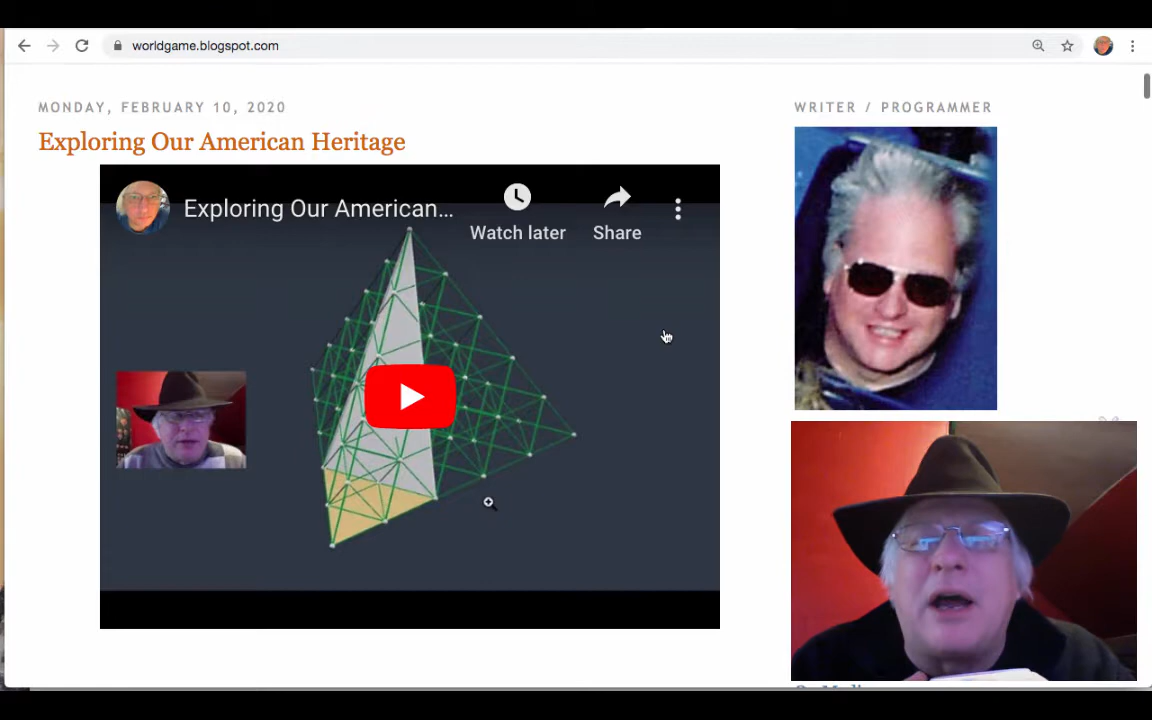 worldgame.blogspot.com
MONDAY, FEBRUARY 10, 2020
Exploring Our American Heritage
WRITER / PROGRAMMER
Exploring Our American...
Watch later
Share